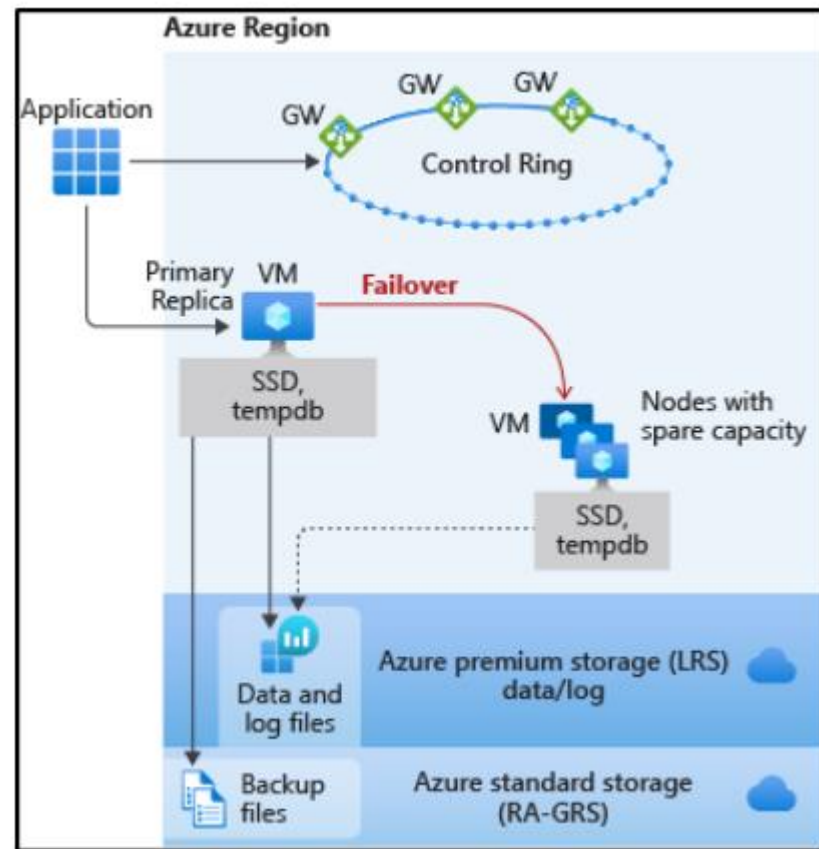 Azure Region
GW
GW
GW
Application
Control Ring
Primary
Replica
VM
Failover
SSD,
tempdb
VM
Nodes with
spare capacity
SSD,
tempdb
Data and
log files
Azure premium storage (LRS)
data/log
Backup
files
Azure standard storage
(RA-GRS)